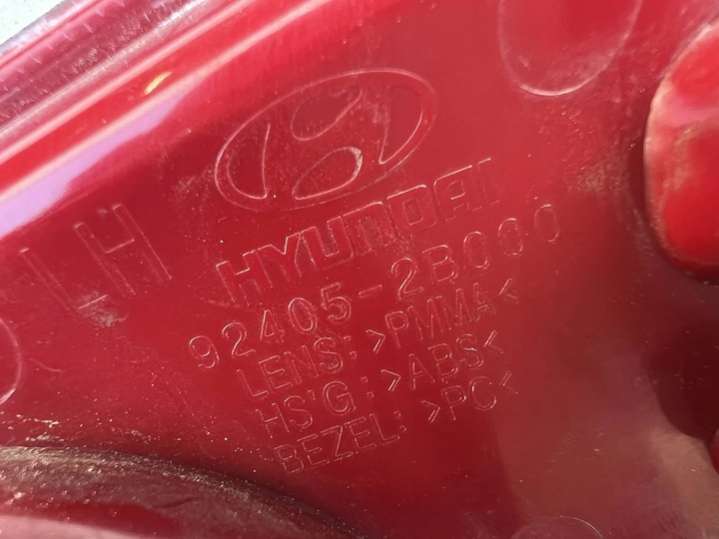 LH
HYUNDAI
92405-2B000
LENS: >PMMA<
HS'G: >ABS<
BEZEL: >PC<